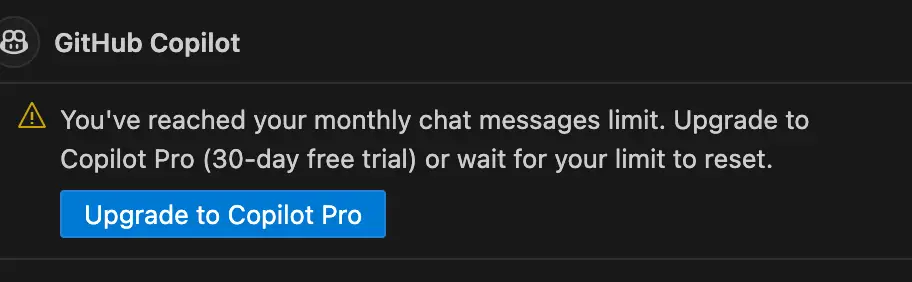 GitHub Copilot
You've reached your monthly chat messages limit. Upgrade to
Copilot Pro (30-day free trial) or wait for your limit to reset.
Upgrade to Copilot Pro